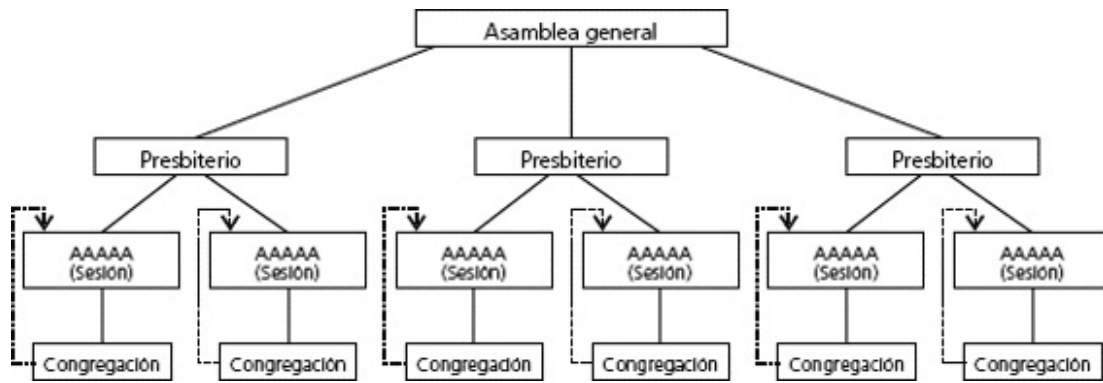 Asamblea general
Presbiterio
Presbiterio
Presbiterio
AAAAA
(Sesión)
AAAAA
(Sesión)
AAAAA
(Sesión)
AAAAA
(Sesión)
AAAAA
(Sesión)
AAAAA
(Sesión)
Congregación
Congregación
Congregación
Congregación
Congregación
Congregación